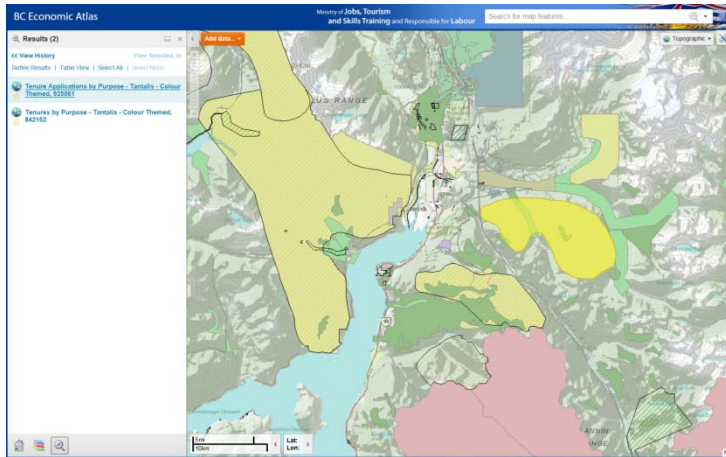 BC Economic Atlas
Ministry of Jobs, Tourism
and Skills Training and Responsible for Labour
Search for map features...
Results (2)
Add data...
Topographic
<< View History
View Selected >>
Refine Results | Table View | Select All | Select None
Tenure Applications by Purpose - Tantalis - Colour
Themed, 925561
Tenures by Purpose - Tantalis - Colour Themed,
842162
US RANGE
99
FANNIN
RANGE
5mi
10km
Lat:
Lon: